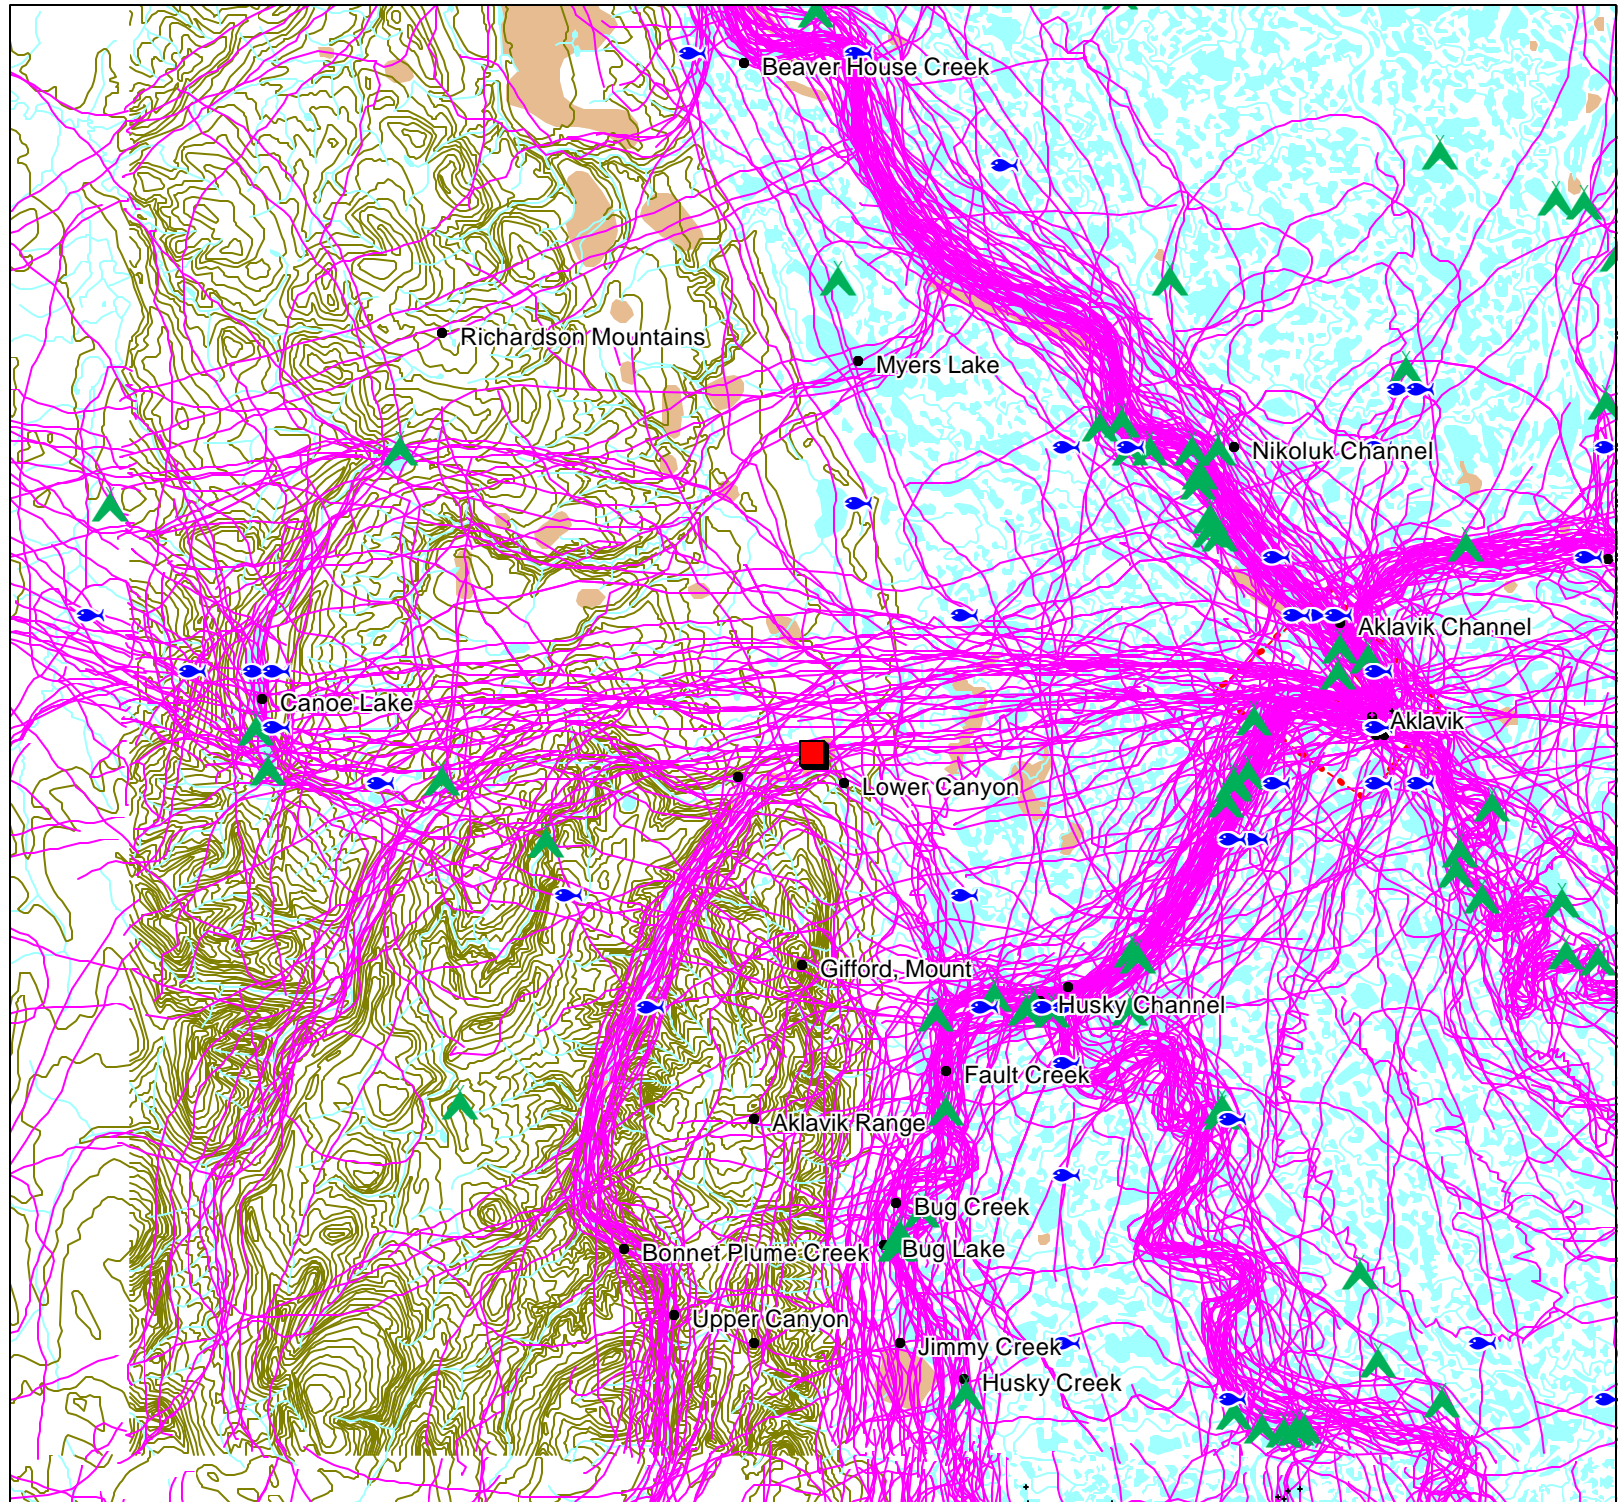 Beaver House Creek
Richardson Mountains
Myers Lake
Nikoluk Channel
Aklavik Channel
Canoe Lake
Aklavik
Lower Canyon
Gifford, Mount
Husky Channel
Fault Creek
Aklavik Range
Bug Creek
Bonnet Plume Creek
Bug Lake
Upper Canyon
Jimmy Creek
Husky Creek